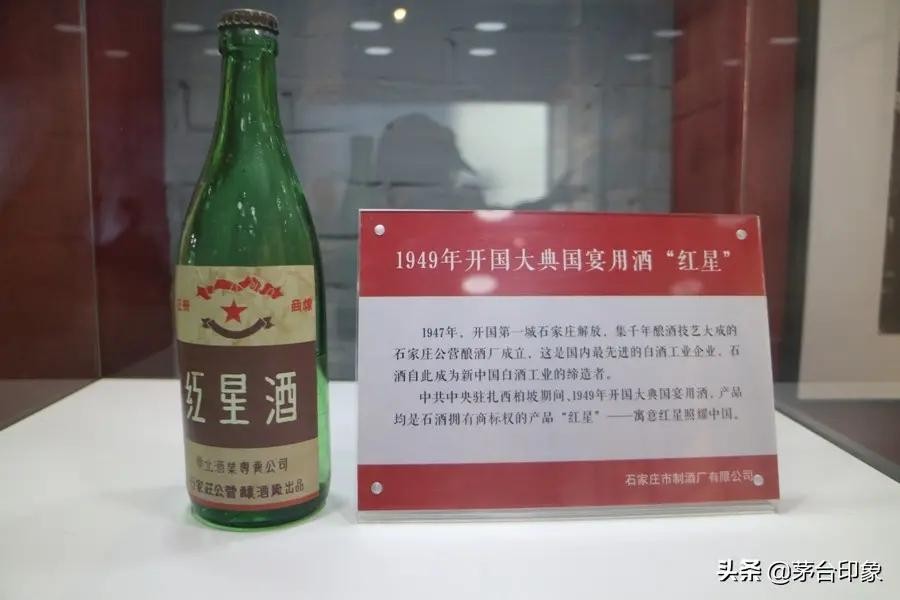 商標
红星酒
華北酒業専賣公司
石家莊公營釀酒廠出品
1949年开国大典国宴用酒“红星”
1947年，开国第一城石家庄解放，集千年酿酒技艺大成的
石家庄公营酿酒厂成立，这是国内最先进的白酒工业企业，石
酒自此成为新中国白酒工业的缔造者。
中共中央驻扎西柏坡期间、1949年开国大典国宴用酒，产品
均是石酒拥有商标权的产品“红星”——寓意红星照耀中国。
石家庄市制酒厂有限公司
头条 @茅台印象